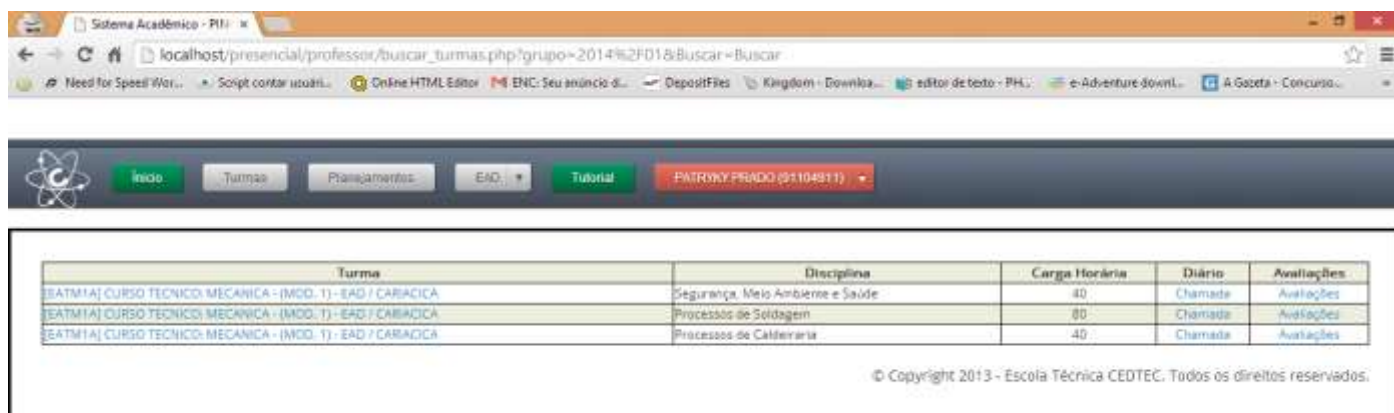 Sistema Acadêmico - PIN
localhost/presencial/professor/buscar_turmas.php?grupo=2014%2F01&Buscar=Buscar
Need for Speed Wor... Script contar usuári... Online HTML Editor ENC: Seu anúncio d... DepositFiles Kingdom - Downloa... editor de texto - PH... e-Adventure downl... A Gazeta - Concurso...
Início Turmas Planejamentos EAD Tutorial PATRYKY PRADO (91104911)
Turma Disciplina Carga Horária Diário Avaliações
[EATM1A] CURSO TECNICO: MECANICA - (MOD. 1) - EAD / CARIACICA Segurança, Meio Ambiente e Saúde 40 Chamada Avaliações
[EATM1A] CURSO TECNICO: MECANICA - (MOD. 1) - EAD / CARIACICA Processos de Soldagem 80 Chamada Avaliações
[EATM1A] CURSO TECNICO: MECANICA - (MOD. 1) - EAD / CARIACICA Processos de Caldeiraria 40 Chamada Avaliações
© Copyright 2013 - Escola Técnica CEDTEC. Todos os direitos reservados.